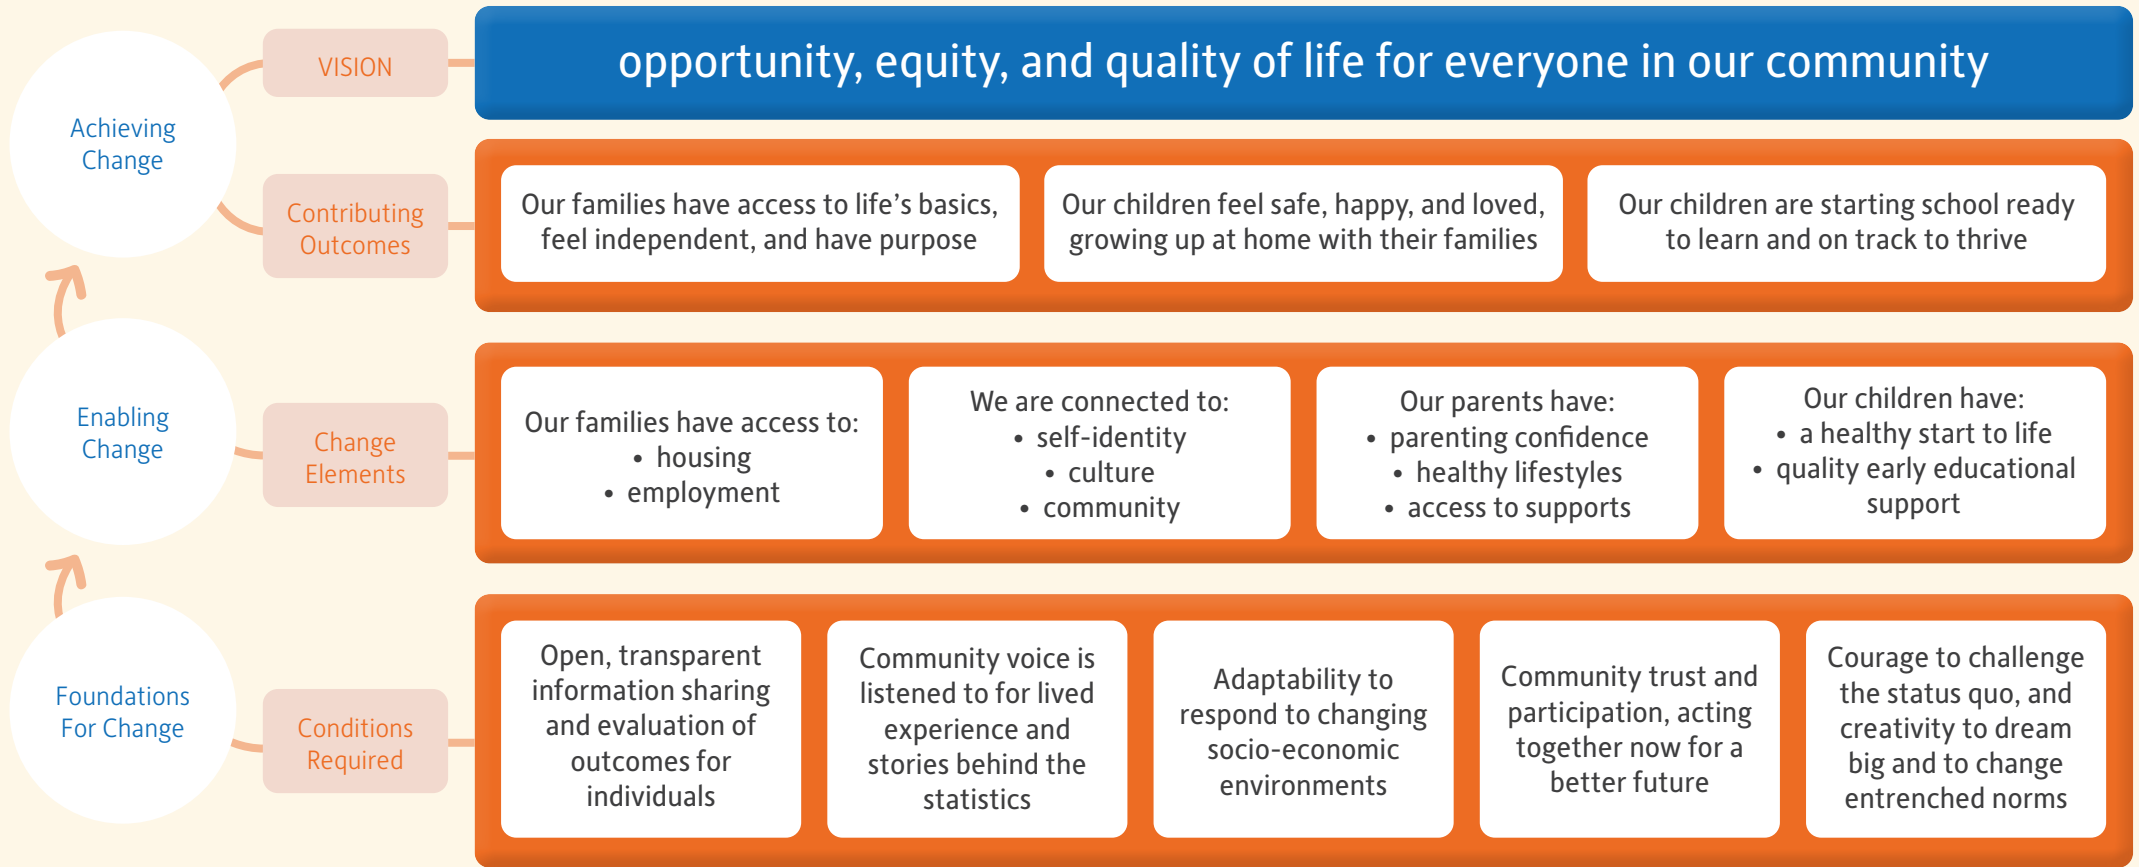 Achieving
Change
VISION
opportunity, equity, and quality of life for everyone in our community
Contributing
Outcomes
Our families have access to life's basics,
feel independent, and have purpose
Our children feel safe, happy, and loved,
growing up at home with their families
Our children are starting school ready
to learn and on track to thrive
Enabling
Change
Change
Elements
Our families have access to:
• housing
• employment
We are connected to:
• self-identity
• culture
• community
Our parents have:
• parenting confidence
• healthy lifestyles
• access to supports
Our children have:
• a healthy start to life
• quality early educational
support
Foundations
For Change
Conditions
Required
Open, transparent
information sharing
and evaluation of
outcomes for
individuals
Community voice is
listened to for lived
experience and
stories behind the
statistics
Adaptability to
respond to changing
socio-economic
environments
Community trust and
participation, acting
together now for a
better future
Courage to challenge
the status quo, and
creativity to dream
big and to change
entrenched norms